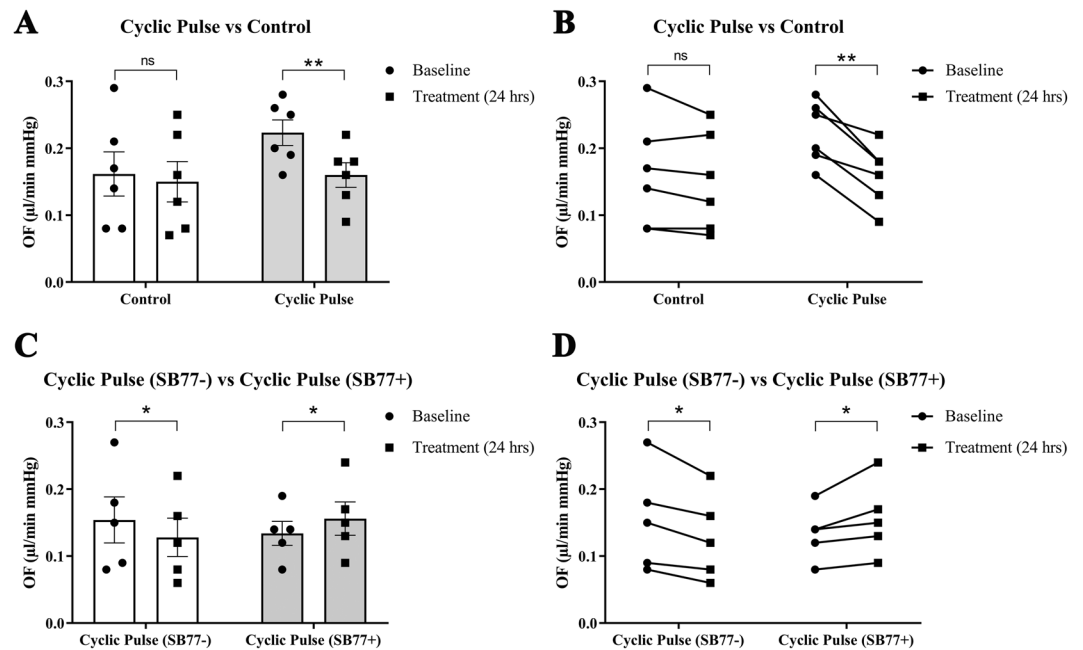 A
Cyclic Pulse vs Control
OF (µl/min mmHg)
0.3
0.2
0.1
0.0
ns
**
Baseline
Treatment (24 hrs)
Control
Cyclic Pulse
B
Cyclic Pulse vs Control
OF (µl/min mmHg)
0.3
0.2
0.1
0.0
ns
**
Baseline
Treatment (24 hrs)
Control
Cyclic Pulse
C
Cyclic Pulse (SB77-) vs Cyclic Pulse (SB77+)
OF (µl/min mmHg)
0.3
0.2
0.1
0.0
*
*
Baseline
Treatment (24 hrs)
Cyclic Pulse (SB77-)
Cyclic Pulse (SB77+)
D
Cyclic Pulse (SB77-) vs Cyclic Pulse (SB77+)
OF (µl/min mmHg)
0.3
0.2
0.1
0.0
*
*
Baseline
Treatment (24 hrs)
Cyclic Pulse (SB77-)
Cyclic Pulse (SB77+)